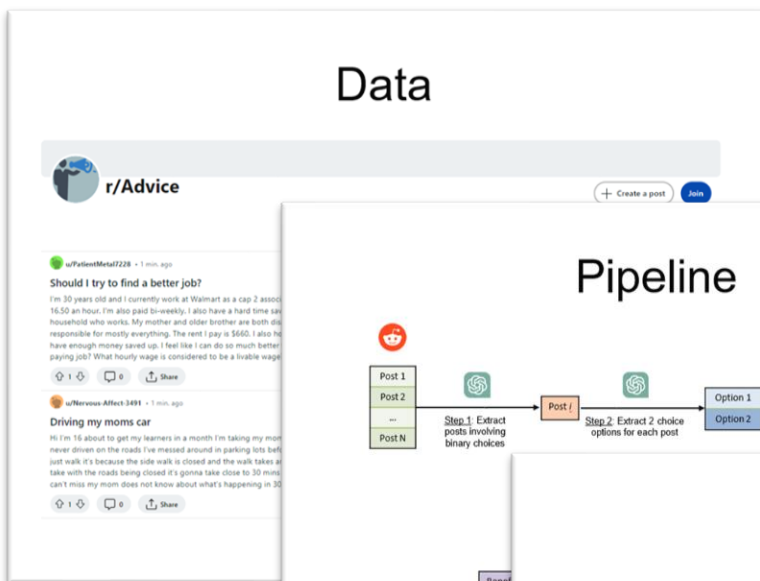 Data
r/Advice
+ Create a post
Join
u/PatientMetal7228 • 1 min. ago
Should I try to find a better job?
I'm 30 years old and I currently work at Walmart as a cap 2 assoc
16.50 an hour. I'm also paid bi-weekly. I also have a hard time sav
household who works. My mother and older brother are both dis
responsible for mostly everything. The rent I pay is $660. I also
have enough money saved up. I feel like I can do so much better
paying job? What hourly wage is considered to be a livable wage
1
0
Share
u/Nervous-Affect-3491 • 1 min. ago
Driving my moms car
Hi I'm 16 about to get my learners in a month I'm taking my mom
never driven on the roads I've messed around in parking lots bef
just walk it's because the side walk is closed and the walk takes
take with the roads being closed it's gonna take close to 30 mins
can't miss my mom does not know about what's happening in 30
1
0
Share
Pipeline
Post 1
Post 2
...
Post N
Step 1: Extract
posts involving
binary choices
Post i
Step 2: Extract 2 choice
options for each post
Option 1
Option 2